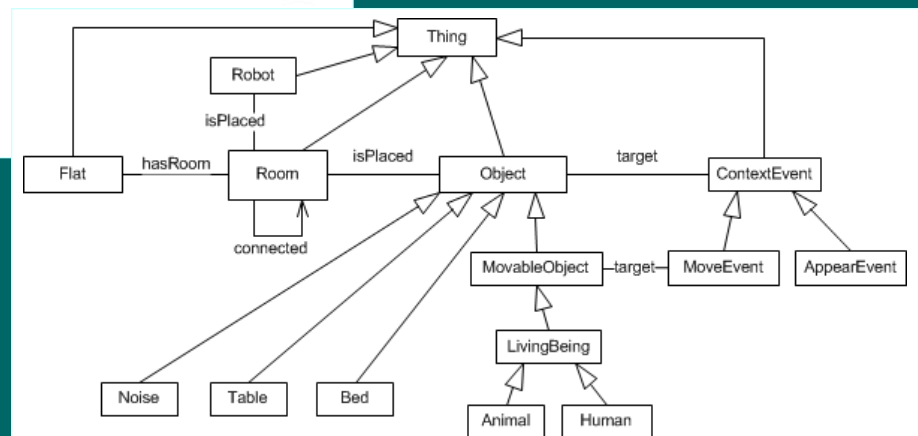 Thing
Robot
isPlaced
Flat
hasRoom
Room
isPlaced
Object
target
ContextEvent
connected
MovableObject
target
MoveEvent
AppearEvent
LivingBeing
Noise
Table
Bed
Animal
Human